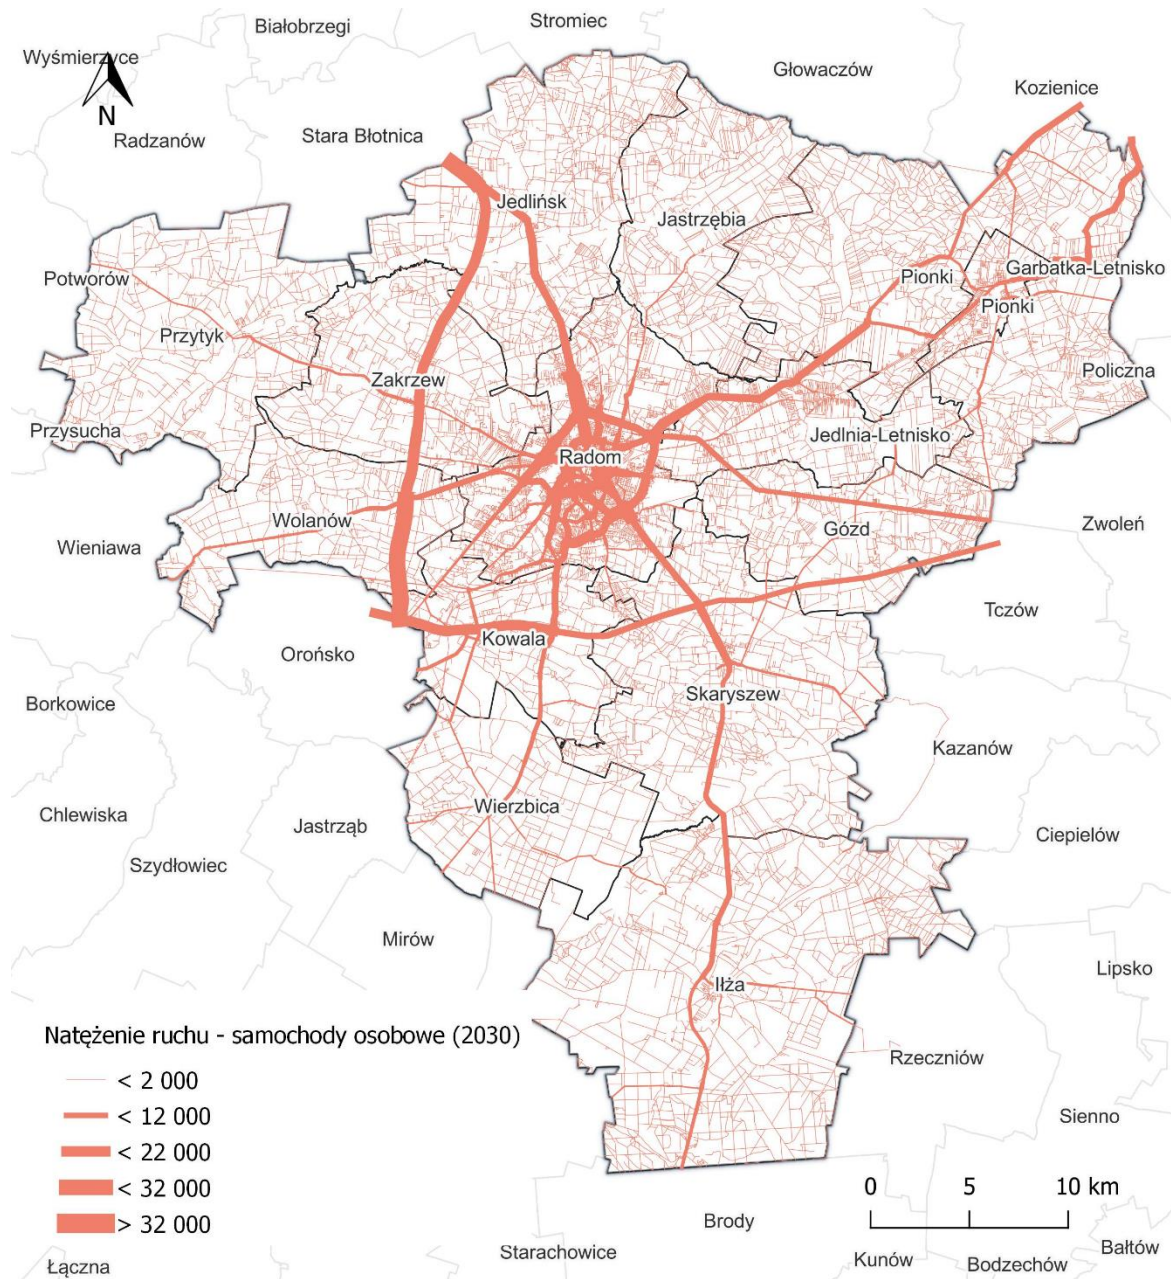 Stromiec
Białobrzegi
Wyśmierzyce
Głowaczów
Kozienice
N
Radzanów
Stara Błotnica
Jedlińsk
Jastrzębia
Potworów
Pionki
Garbatka-Letnisko
Pionki
Przytyk
Zakrzew
Policzna
Przysucha
Jedlnia-Letnisko
Radom
Wolanów
Gózd
Zwoleń
Wieniawa
Tczów
Kowala
Orońsko
Skaryszew
Borkowice
Kazanów
Wierzbica
Chlewiska
Jastrząb
Ciepielów
Szydłowiec
Mirów
Lipsko
Iłża
Natężenie ruchu - samochody osobowe (2030)
Rzeczniów
< 2 000
< 12 000
Sienno
< 22 000
< 32 000
0 5 10 km
> 32 000
Brody
Starachowice
Kunów
Bodzechów
Bałtów
Łączna